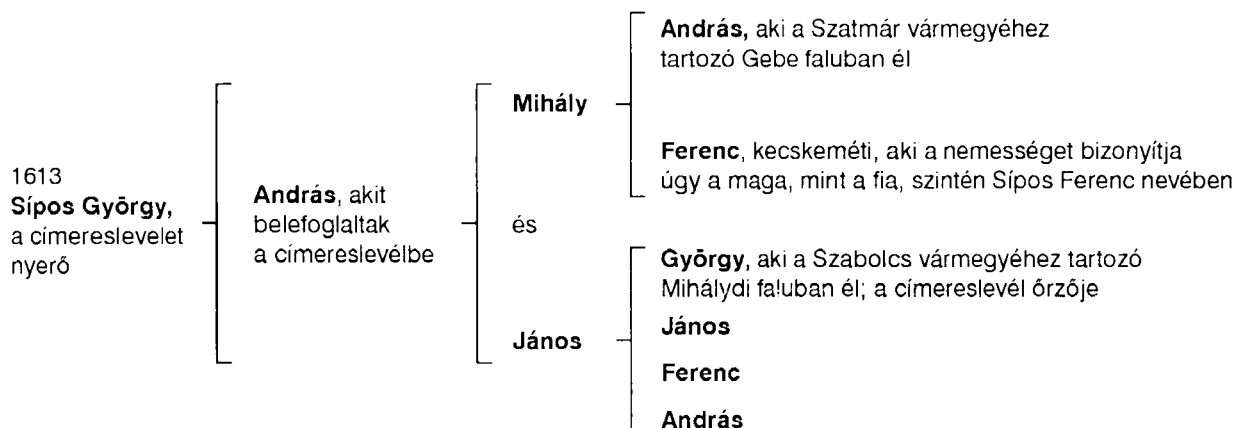 1613
Sípos György,
a címereslevelet
nyerő
András, akit
belefoglaltak
a címereslevélbe
Mihály
és
János
András, aki a Szatmár vármegyéhez
tartozó Gebe faluban él
Ferenc, kecskeméti, aki a nemességet bizonyítja
úgy a maga, mint a fia, szintén Sípos Ferenc nevében
György, aki a Szabolcs vármegyéhez tartozó
Mihálydi faluban él; a címereslevél őrzője
János
Ferenc
András